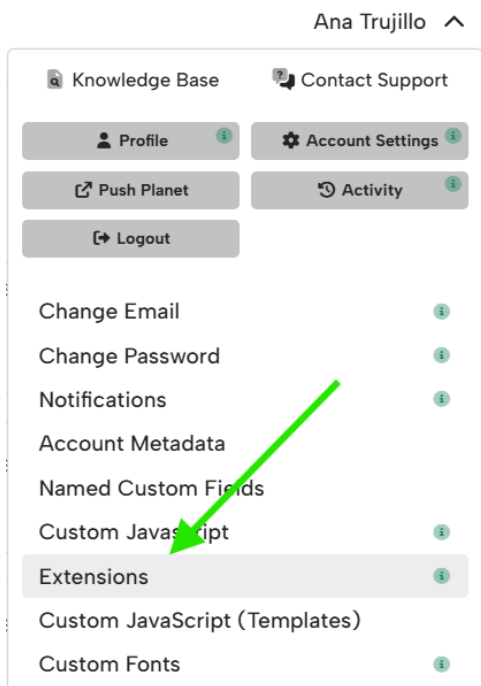 Ana Trujillo
Knowledge Base Contact Support
Profile Account Settings
Push Planet Activity
Logout
Change Email
Change Password
Notifications
Account Metadata
Named Custom Fields
Custom Javascript
Extensions
Custom JavaScript (Templates)
Custom Fonts